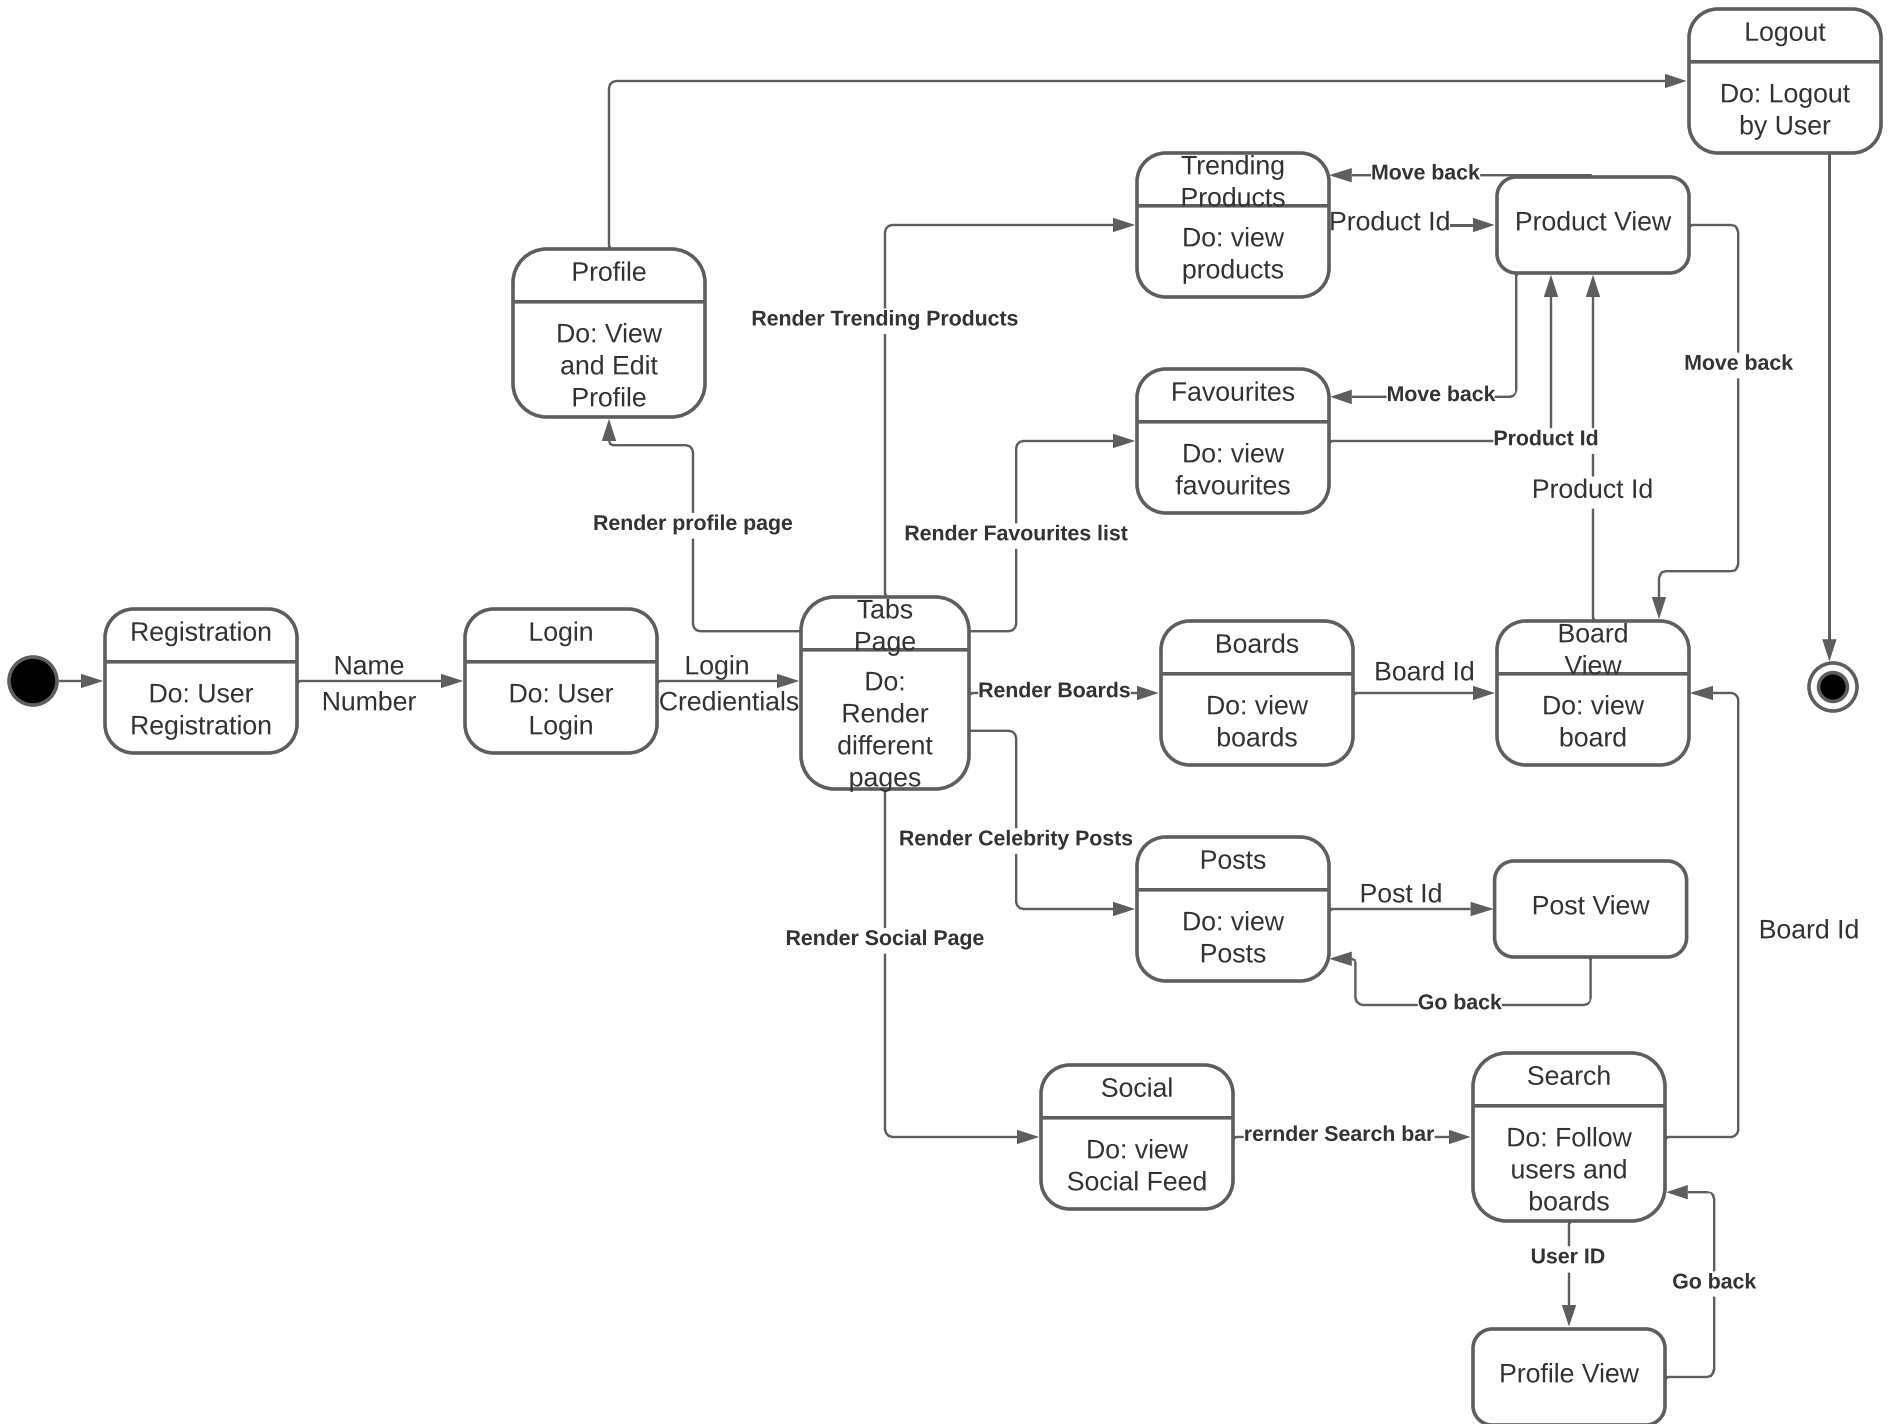 Logout
Do: Logout
by User
Trending
Products
Do: view
products
Move back
Product Id
Product View
Profile
Do: View
and Edit
Profile
Render Trending Products
Move back
Favourites
Do: view
favourites
Move back
Product Id
Product Id
Render profile page
Render Favourites list
Registration
Do: User
Registration
Name
Number
Login
Do: User
Login
Login
Credientials
Tabs
Page
Do:
Render
different
pages
Render Boards
Boards
Do: view
boards
Board Id
Board
View
Do: view
board
Render Celebrity Posts
Posts
Do: view
Posts
Post Id
Post View
Go back
Board Id
Render Social Page
Social
Do: view
Social Feed
rernder Search bar
Search
Do: Follow
users and
boards
User ID
Go back
Profile View